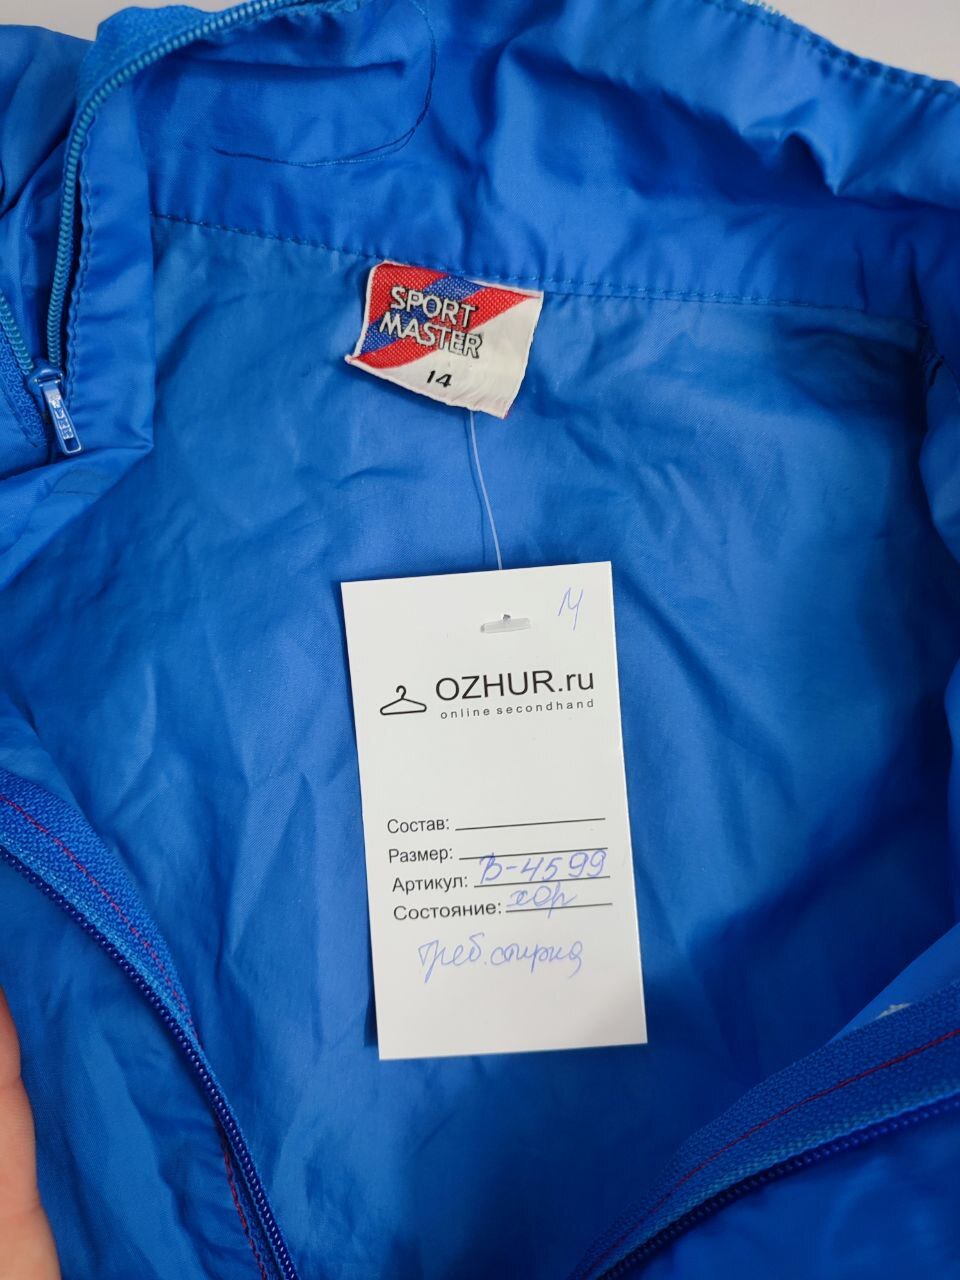 SPORT
MASTER
14
M
OZHUR.ru
online secondhand
Состав:
Размер:
Артикул: В-4599
Состояние: хор
треб. стирка